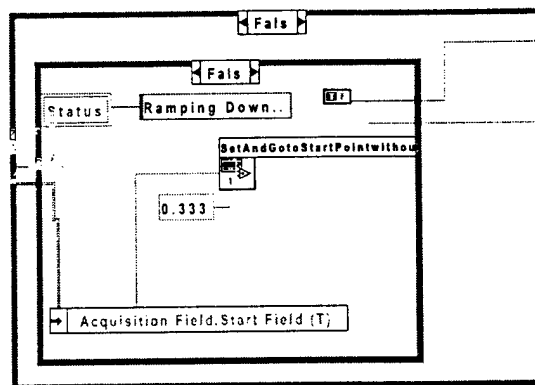 Fals
Fals
Status
Ramping Down..
T F
SetAndGotoStartPointwithou
1
0.333
Acquisition Field.Start Field (T)